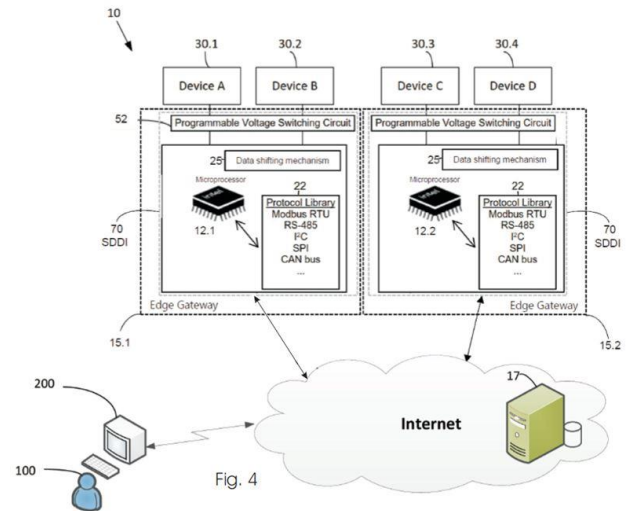 10
30.1
30.2
30.3
30.4
Device A
Device B
Device C
Device D
52
Programmable Voltage Switching Circuit
Programmable Voltage Switching Circuit
25
Data shifting mechanism
25
Data shifting mechanism
Microprocessor
22
Microprocessor
22
Protocol Library
Modbus RTU
RS-485
I²C
SPI
CAN bus
...
Protocol Library
Modbus RTU
RS-485
I²C
SPI
CAN bus
...
intel
intel
12.1
12.2
70
SDDI
70
SDDI
Edge Gateway
Edge Gateway
15.1
15.2
200
17
Internet
100
Fig. 4